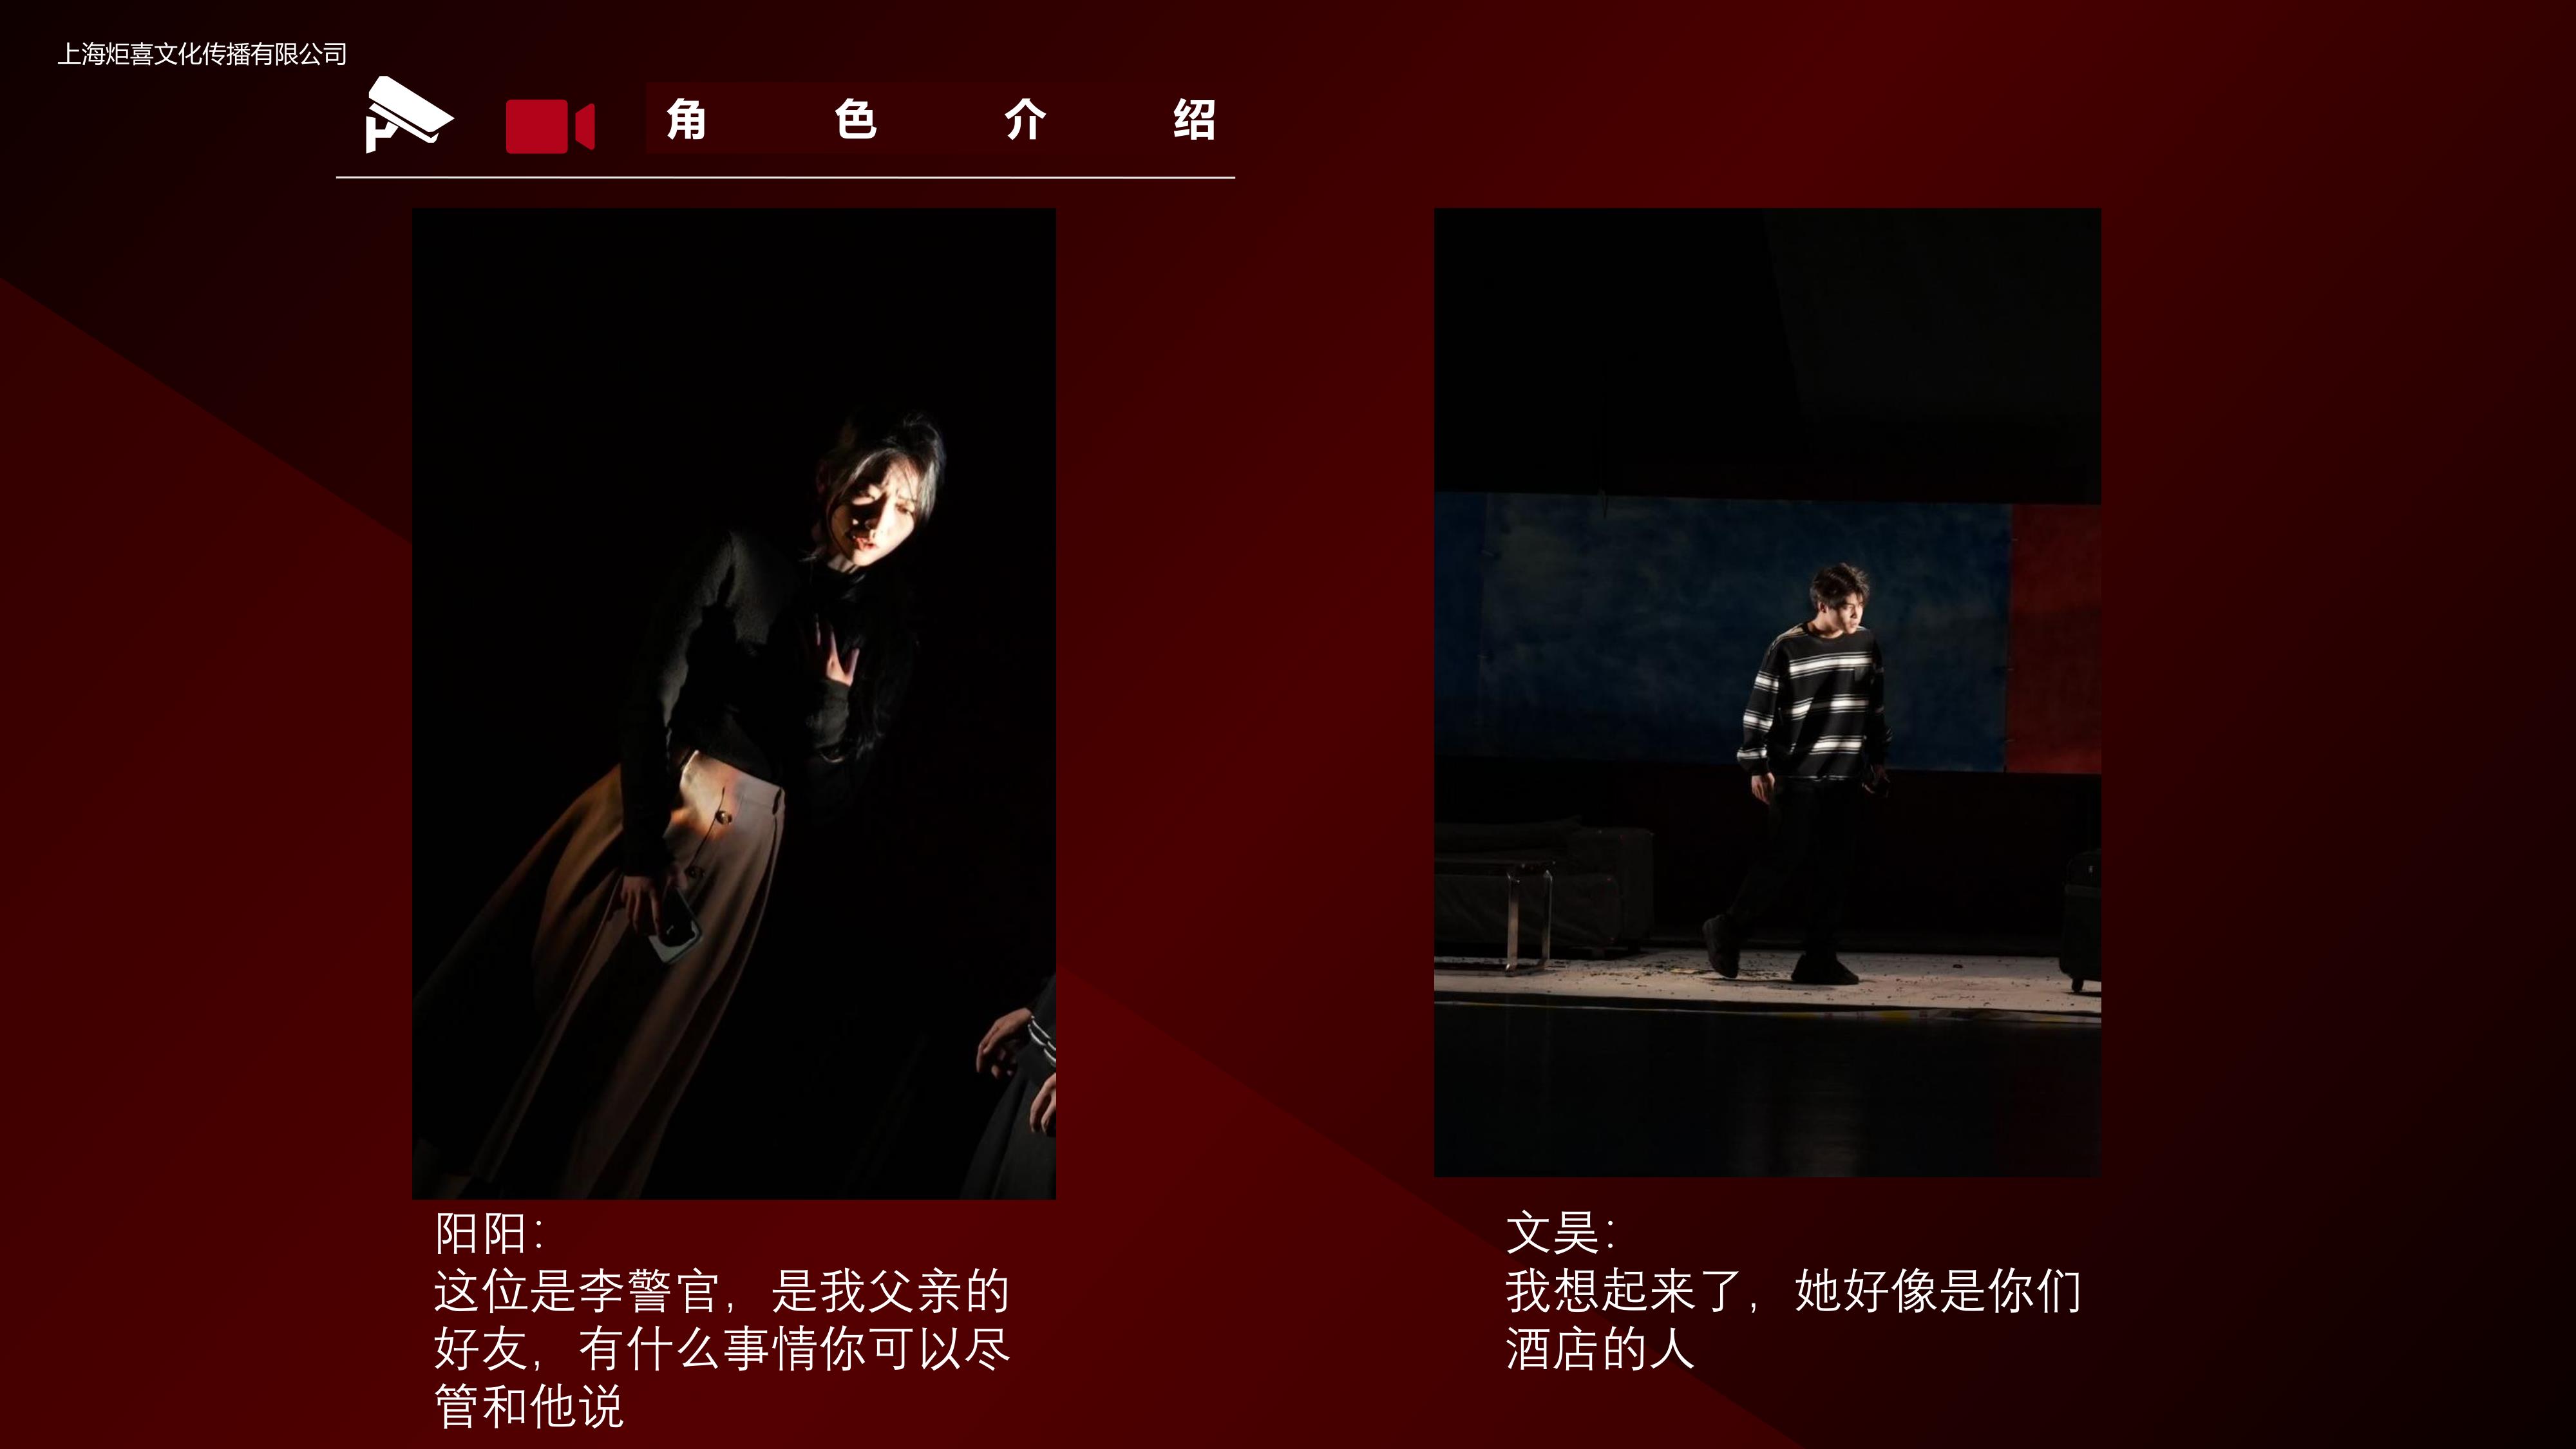 上海炬喜文化传播有限公司
角色介绍
阳阳：
这位是李警官，是我父亲的
好友，有什么事情你可以尽
管和他说
文昊：
我想起来了，她好像是你们
酒店的人